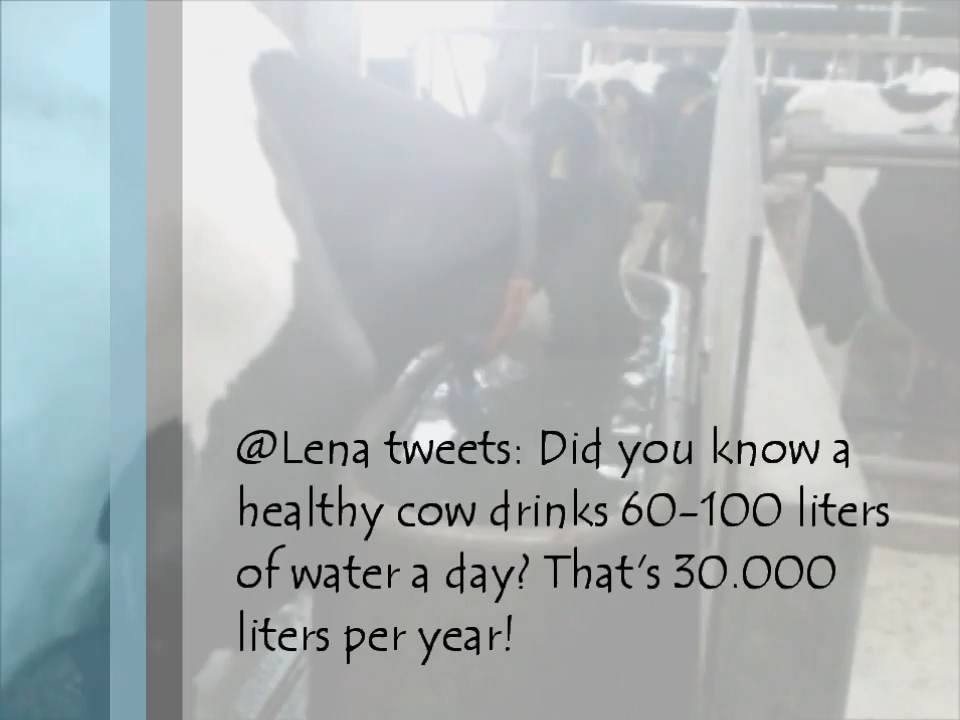 @Lena tweets: Did you know a
healthy cow drinks 60-100 liters
of water a day? That's 30.000
liters per year!